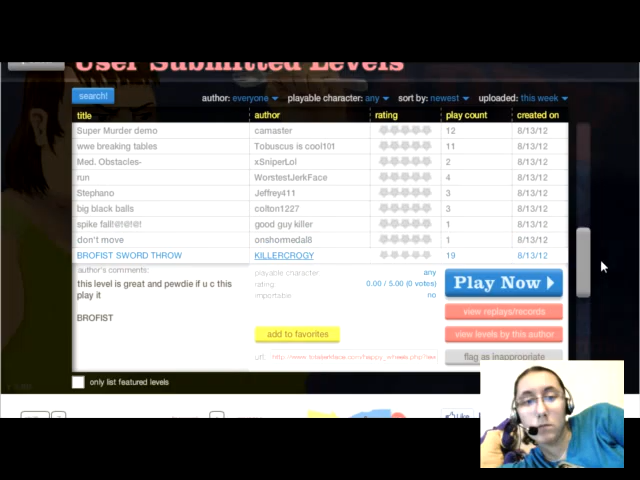 User Submitted Levels
search!
author: everyone playable character: any sort by: newest uploaded: this week
title author rating play count created on
Super Murder demo camaster 12 8/13/12
wwe breaking tables Tobuscus is cool101 11 8/13/12
Med. Obstacles- xSniperLol 2 8/13/12
run WorstestJerkFace 4 8/13/12
Stephano Jeffrey411 3 8/13/12
big black balls colton1227 3 8/13/12
spike fall!@!@!@! good guy killer 1 8/13/12
don't move onshormedal8 1 8/13/12
BROFIST SWORD THROW KILLERCROGY 19 8/13/12
author's comments:
this level is great and pewdie if u c this
play it
BROFIST
playable character any
rating 0.00 / 5.00 (0 votes)
importable: no
add to favorites
url:
Play Now
view replays/records
view levels by this author
flag as inappropriate
only list featured levels
Like